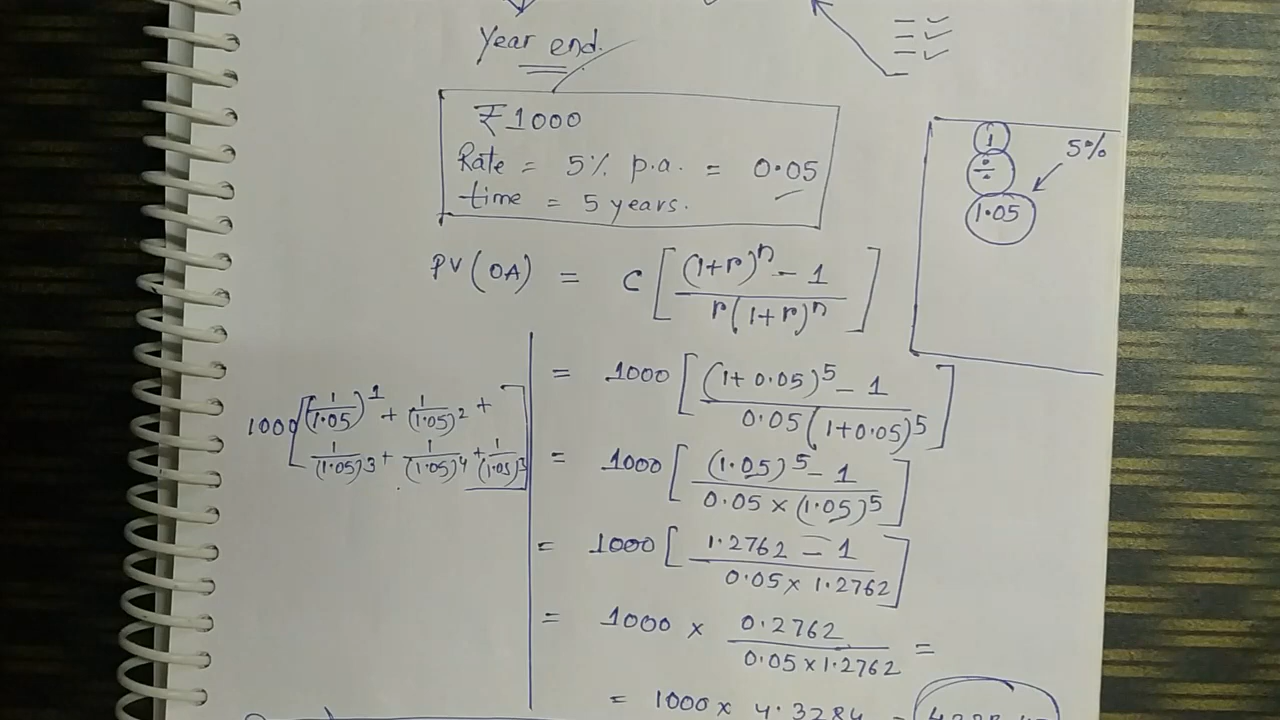 Year end.
₹1000
Rate = 5% p.a. = 0.05
time = 5 years.
1
÷
1.05
5%
PV(OA) = C [ (1+r)^n - 1 / r(1+r)^n ]
= 1000 [ (1+0.05)^5 - 1 / 0.05(1+0.05)^5 ]
1000 [ (1/1.05)^1 + 1/(1.05)^2 +
1/(1.05)^3 + 1/(1.05)^4 + 1/(1.05)^5 ]
= 1000 [ (1.05)^5 - 1 / 0.05 × (1.05)^5 ]
= 1000 [ 1.2762 - 1 / 0.05 × 1.2762 ]
= 1000 × 0.2762 / 0.05 × 1.2762 =
= 1000 × 4.3284 =